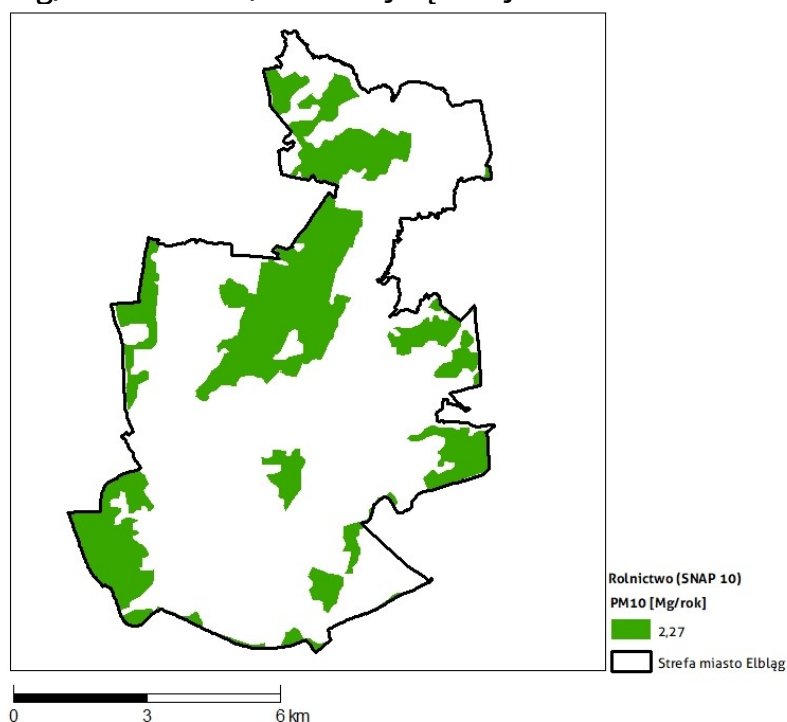 Rolnictwo (SNAP 10)
PM10 [Mg/rok]
2,27
Strefa miasto Elbląg
0 3 6 km